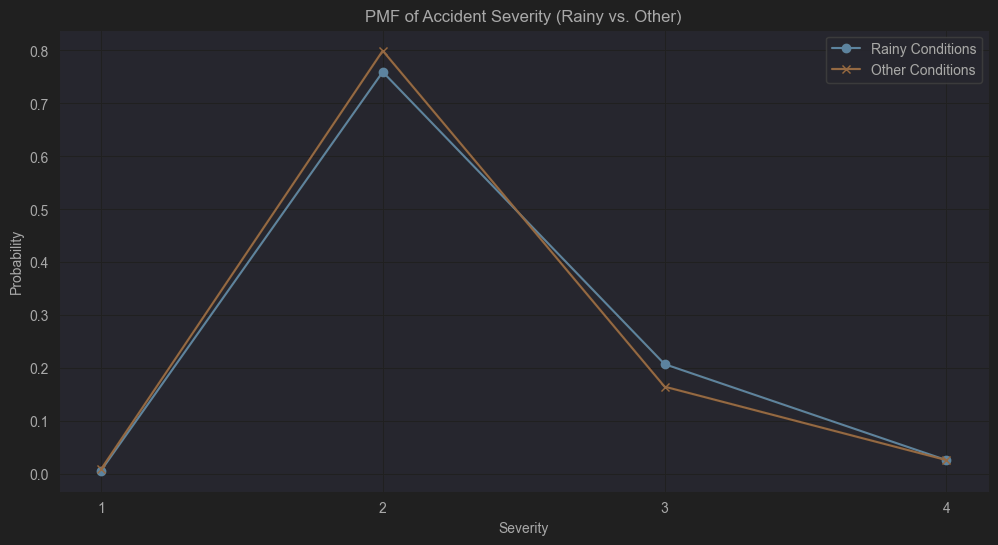 PMF of Accident Severity (Rainy vs. Other)
Rainy Conditions
Other Conditions
0.8
0.7
0.6
0.5
0.4
0.3
0.2
0.1
0.0
Probability
1
2
3
4
Severity